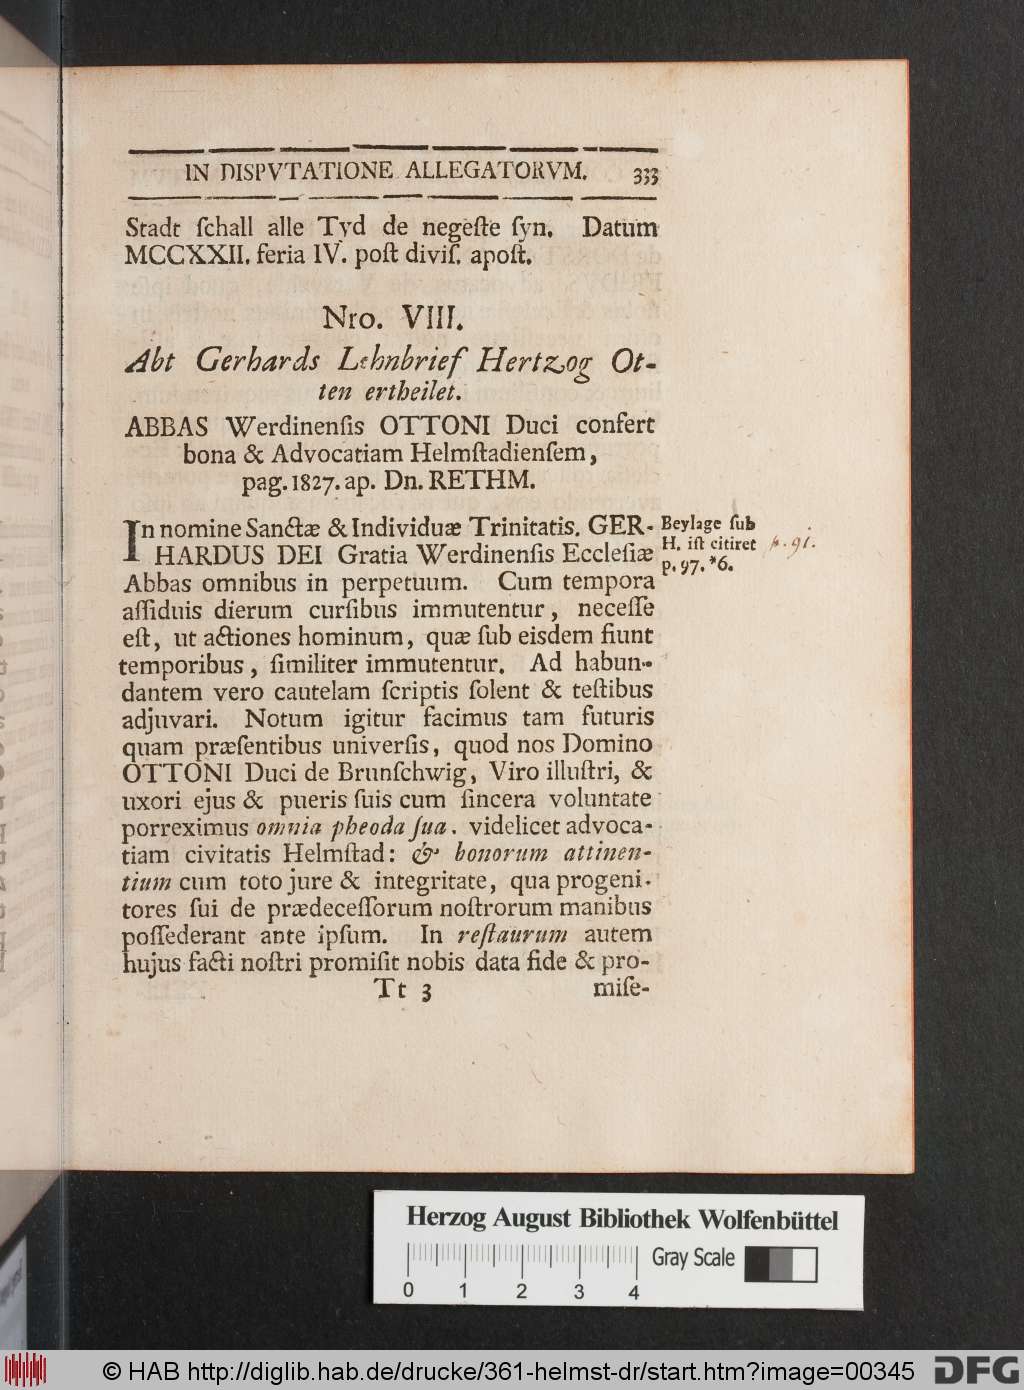 IN DISPVTATIONE ALLEGATORVM. 333
Stadt ſchall alle Tyd de negeſte ſyn. Datum
MCCXXII. feria IV. poſt diviſ. apoſt.
Nro. VIII.
Abt Gerhards Lehnbrief Hertzog Ot-
ten ertheilet.
ABBAS Werdinenſis OTTONI Duci confert
bona & Advocatiam Helmſtadienſem,
pag. 1827. ap. Dn. RETHM.
In nomine Sanctæ & Individuæ Trinitatis. GER-
HARDUS DEI Gratia Werdinenſis Eccleſiæ
Abbas omnibus in perpetuum. Cum tempora
aſſiduis dierum curſibus immutentur, neceſſe
eſt, ut actiones hominum, quæ ſub eisdem fiunt
temporibus, ſimiliter immutentur. Ad habun-
dantem vero cautelam ſcriptis ſolent & teſtibus
adjuvari. Notum igitur facimus tam futuris
quam præſentibus univerſis, quod nos Domino
OTTONI Duci de Brunſchwig, Viro illuſtri, &
uxori ejus & pueris ſuis cum ſincera voluntate
porreximus omnia pheoda ſua. videlicet advoca-
tiam civitatis Helmſtad: & bonorum attinen-
tium cum toto jure & integritate, qua progeni-
tores ſui de prædeceſſorum noſtrorum manibus
poſſederant ante ipſum. In reſtaurum autem
hujus facti noſtri promiſit nobis data fide & pro-
Tt 3 miſe-
Beylage ſub
H. iſt citiret
p. 97. *6.
p. 91.
Herzog August Bibliothek Wolfenbüttel
Gray Scale
0 1 2 3 4
© HAB http://diglib.hab.de/drucke/361-helmst-dr/start.htm?image=00345
DFG